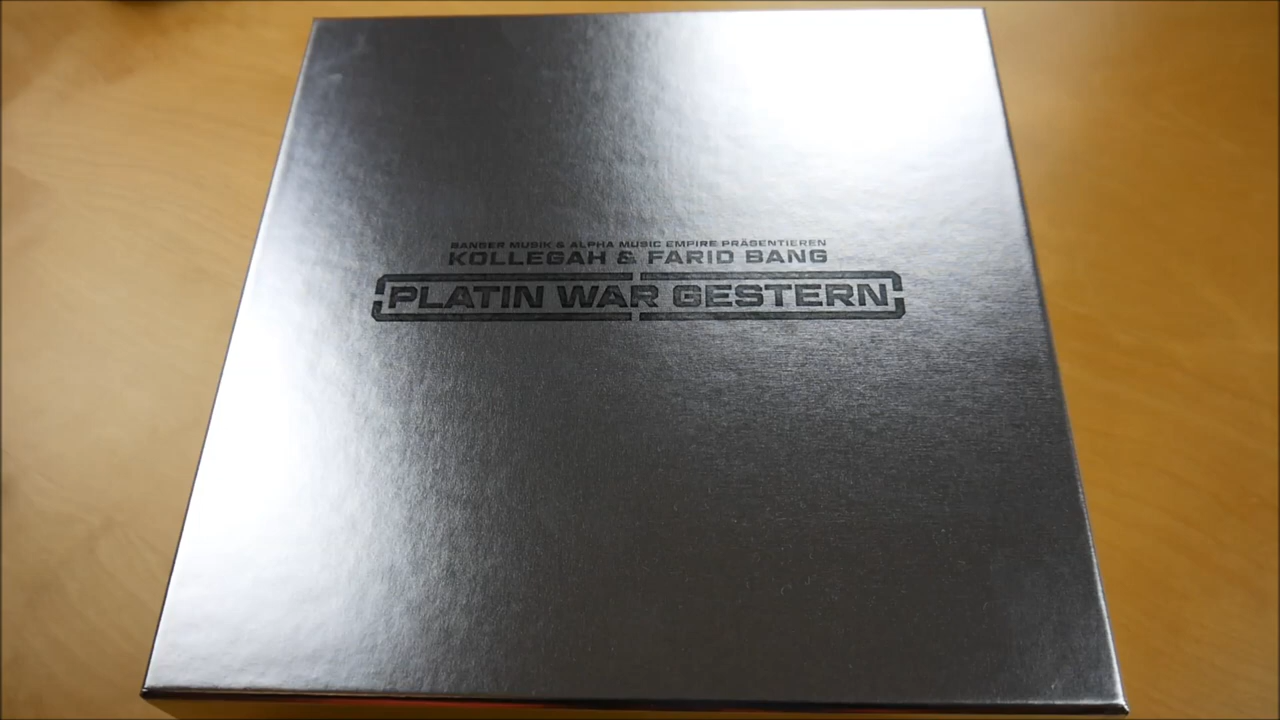 BANGER MUSIK & ALPHA MUSIC EMPIRE PRÄSENTIEREN
KOLLEGAH & FARID BANG
PLATIN WAR GESTERN